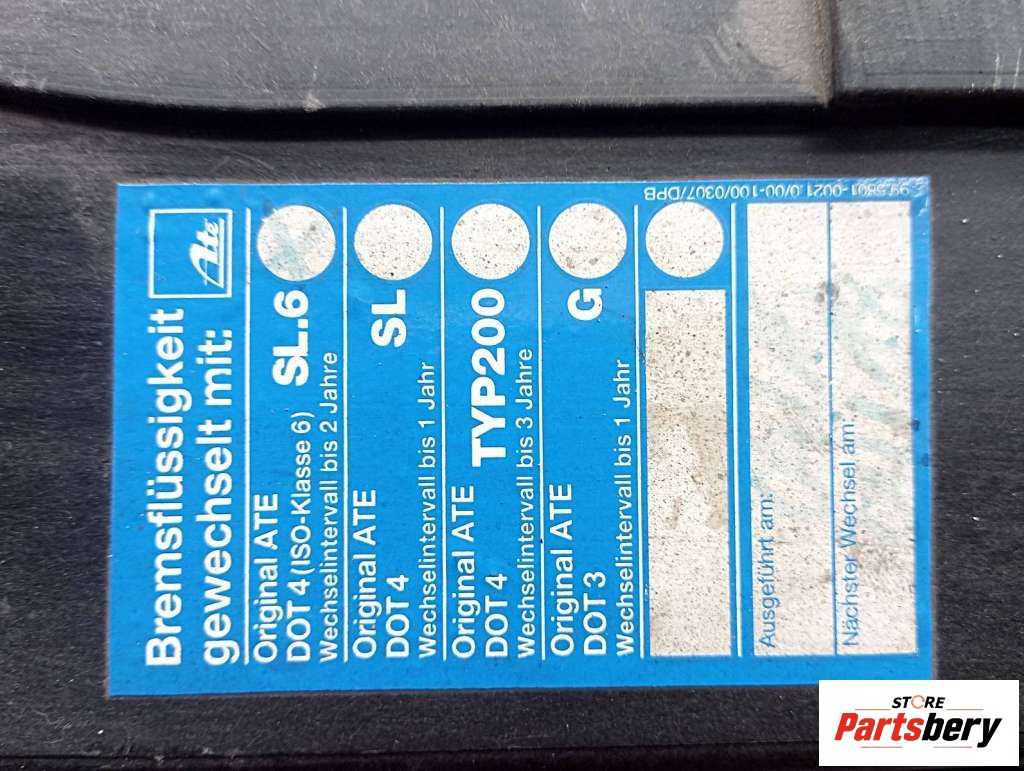 Bremsflüssigkeit
gewechselt mit:
Ate
Original ATE
DOT 4 (ISO-Klasse 6) SL.6
Wechselintervall bis 2 Jahre
Original ATE
DOT 4 SL
Wechselintervall bis 1 Jahr
Original ATE
DOT 4 TYP200
Wechselintervall bis 3 Jahre
Original ATE
DOT 3 G
Wechselintervall bis 1 Jahr
Ausgeführt am:
Nächster Wechsel am:
STORE
Partsbery